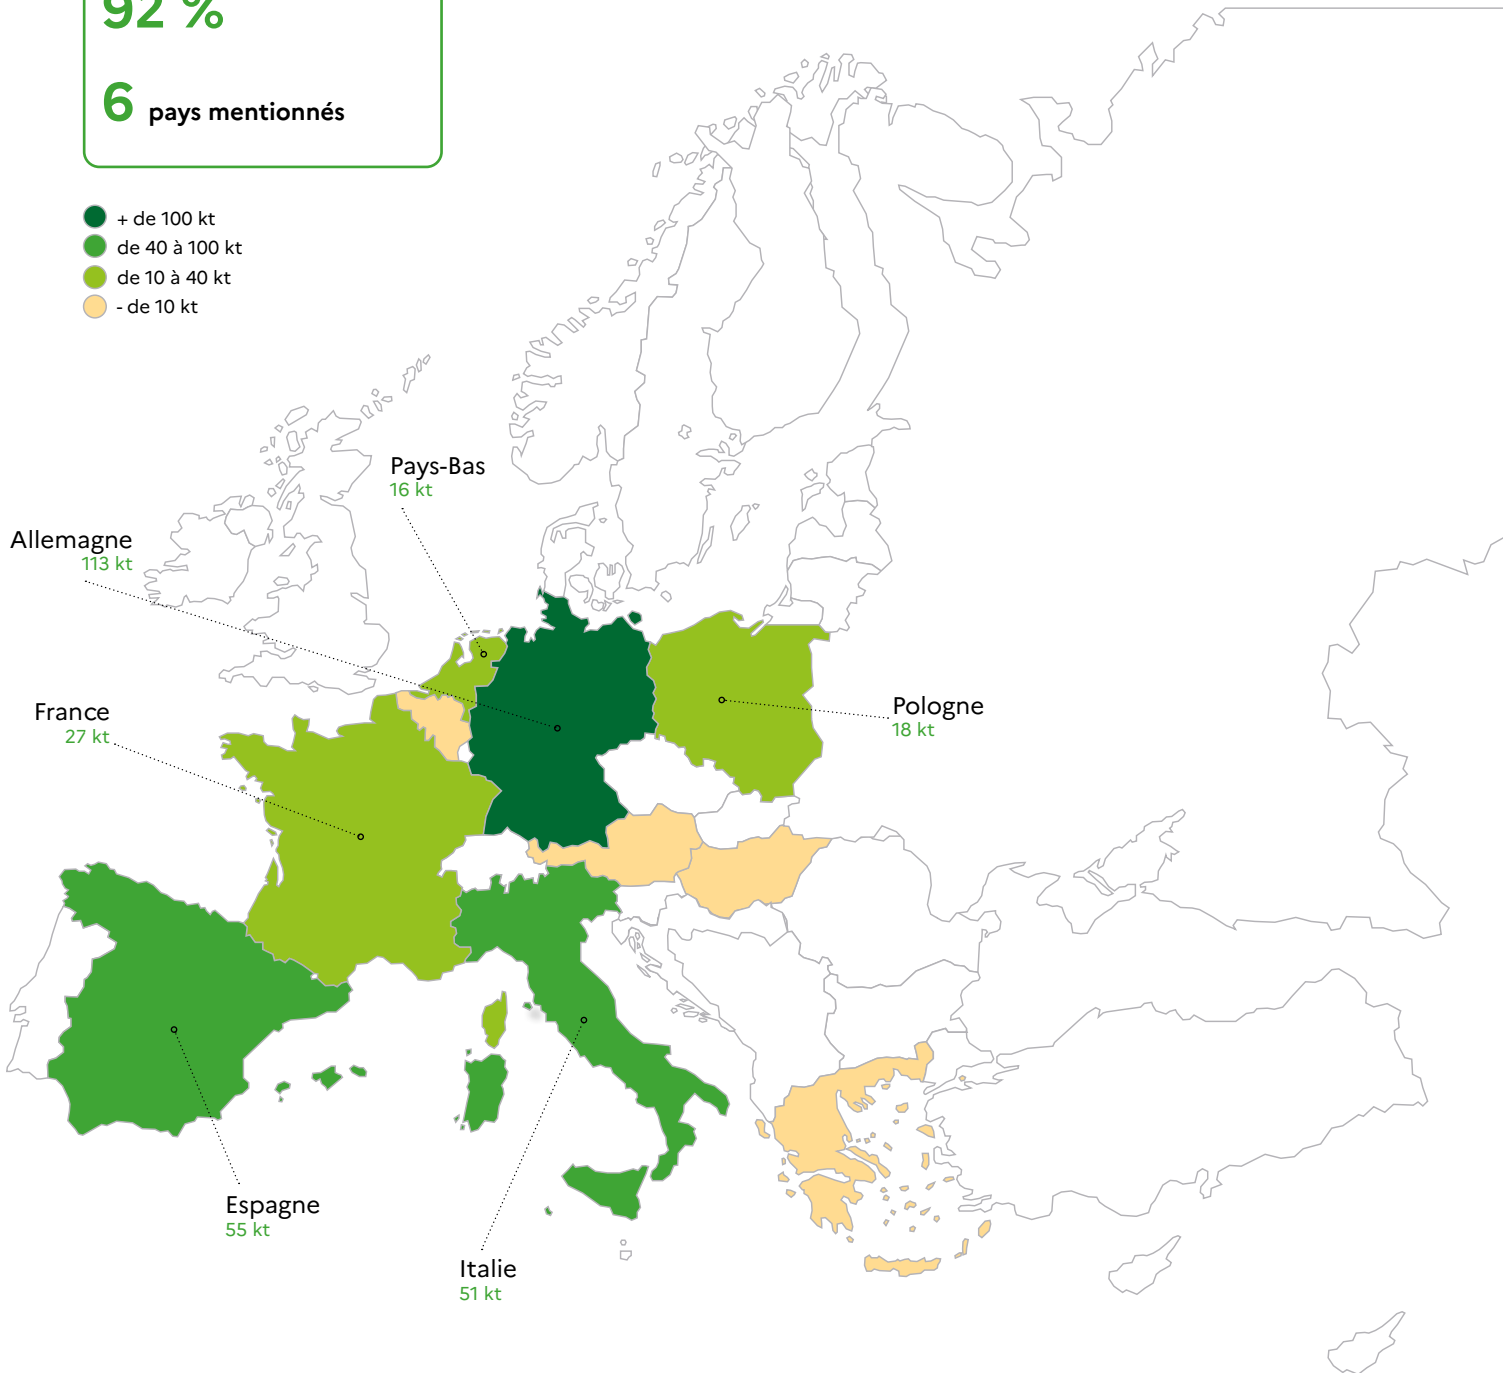 92 %
6 pays mentionnés
+ de 100 kt
de 40 à 100 kt
de 10 à 40 kt
- de 10 kt
Pays-Bas
16 kt
Allemagne
113 kt
France
27 kt
Pologne
18 kt
Espagne
55 kt
Italie
51 kt